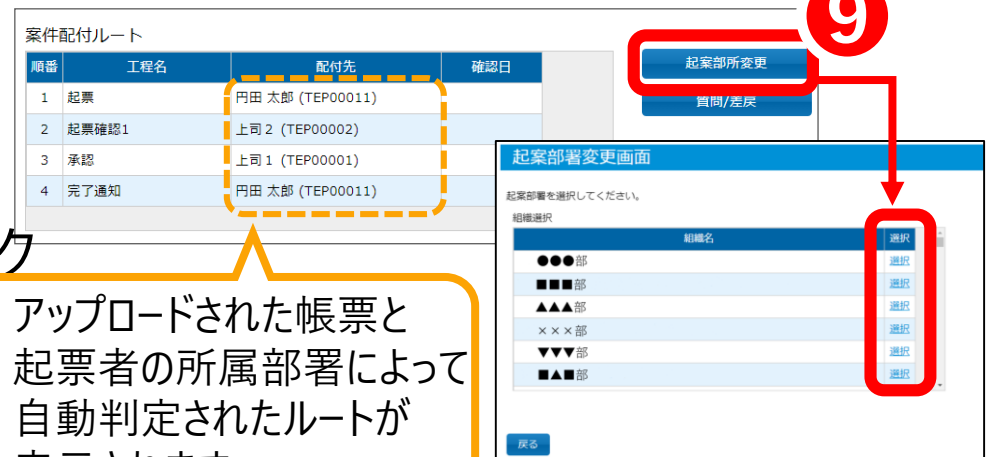 案件配付ルート
順番 工程名 配付先 確認日
1 起票 円田 太郎 (TEP00011)
2 起票確認1 上司２ (TEP00002)
3 承認 上司１ (TEP00001)
4 完了通知 円田 太郎 (TEP00011)
9
起案部所変更
質問/差戻
起案部署変更画面
起案部署を選択してください。
組織選択
組織名 選択
●●●部 選択
■■■部 選択
▲▲▲部 選択
×××部 選択
▼▼▼部 選択
■▲■部 選択
戻る
ク
アップロードされた帳票と
起票者の所属部署によって
自動判定されたルートが